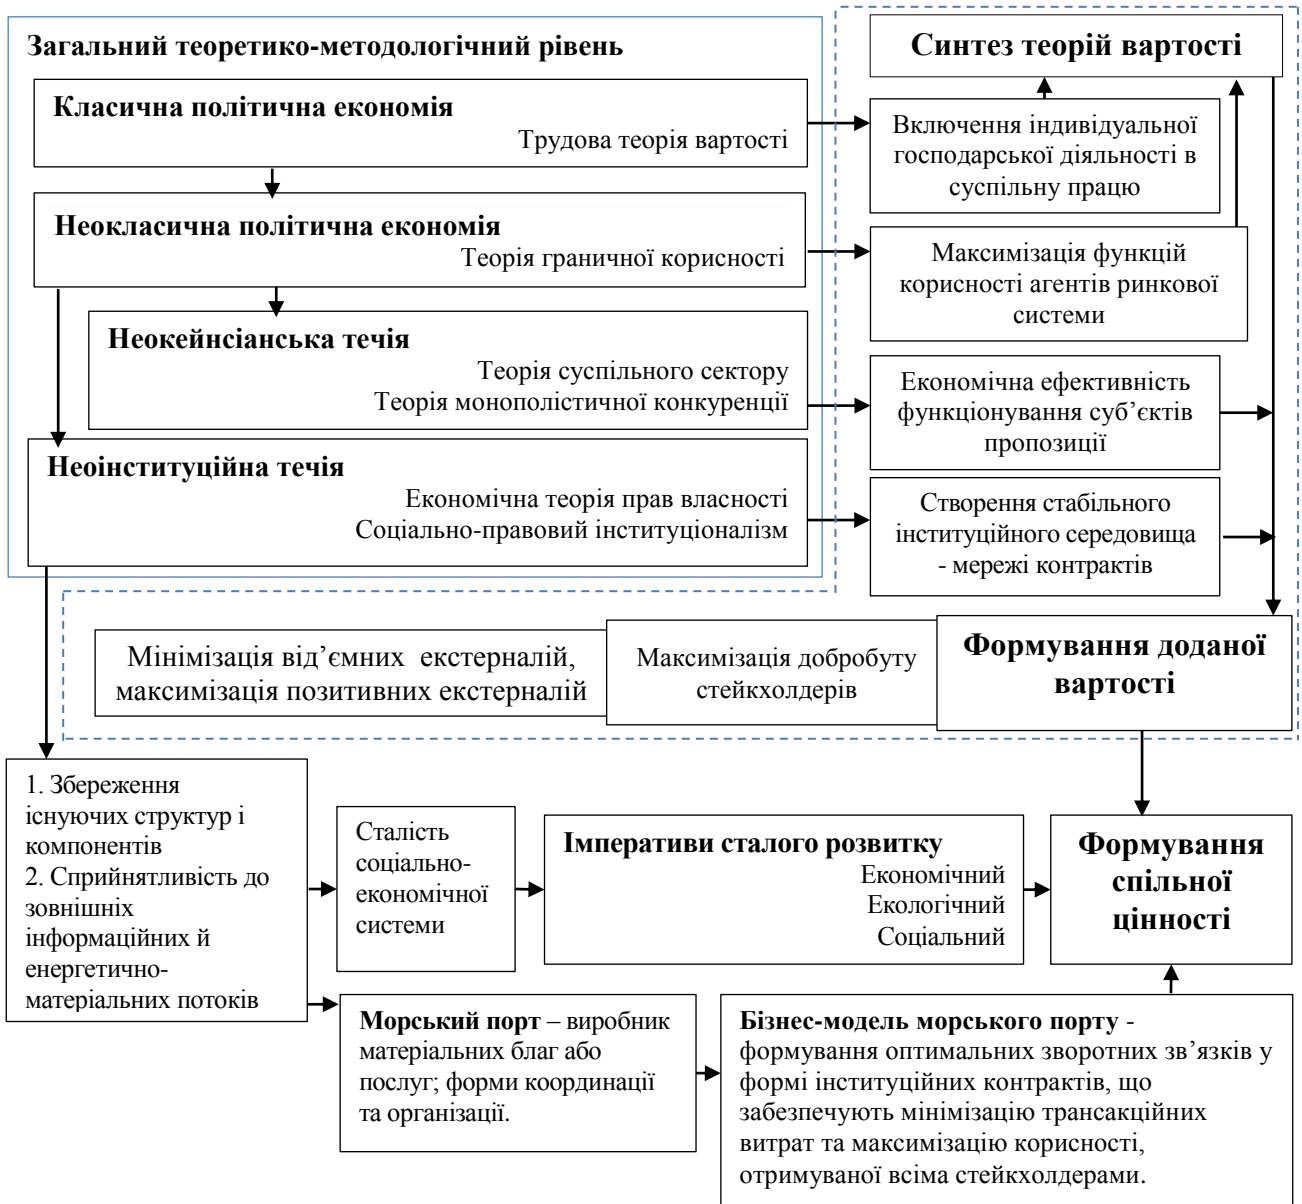 Загальний теоретико-методологічний рівень
Класична політична економія
Трудова теорія вартості
Неокласична політична економія
Теорія граничної корисності
Неокейнсіанська течія
Теорія суспільного сектору
Теорія монополістичної конкуренції
Неоінституційна течія
Економічна теорія прав власності
Соціально-правовий інституціоналізм
Синтез теорій вартості
Включення індивідуальної
господарської діяльності в
суспільну працю
Максимізація функцій
корисності агентів ринкової
системи
Економічна ефективність
функціонування суб’єктів
пропозиції
Створення стабільного
інституційного середовища
- мережі контрактів
Мінімізація від’ємних екстерналій,
максимізація позитивних екстерналій
Максимізація добробуту
стейкхолдерів
Формування доданої
вартості
1. Збереження
існуючих структур і
компонентів
2. Сприйнятливість до
зовнішніх
інформаційних й
енергетично-
матеріальних потоків
Сталість
соціально-
економічної
системи
Імперативи сталого розвитку
Економічний
Екологічний
Соціальний
Формування
спільної
цінності
Морський порт – виробник
матеріальних благ або
послуг; форми координації
та організації.
Бізнес-модель морського порту -
формування оптимальних зворотних зв’язків у
формі інституційних контрактів, що
забезпечують мінімізацію трансакційних
витрат та максимізацію корисності,
отримуваної всіма стейкхолдерами.